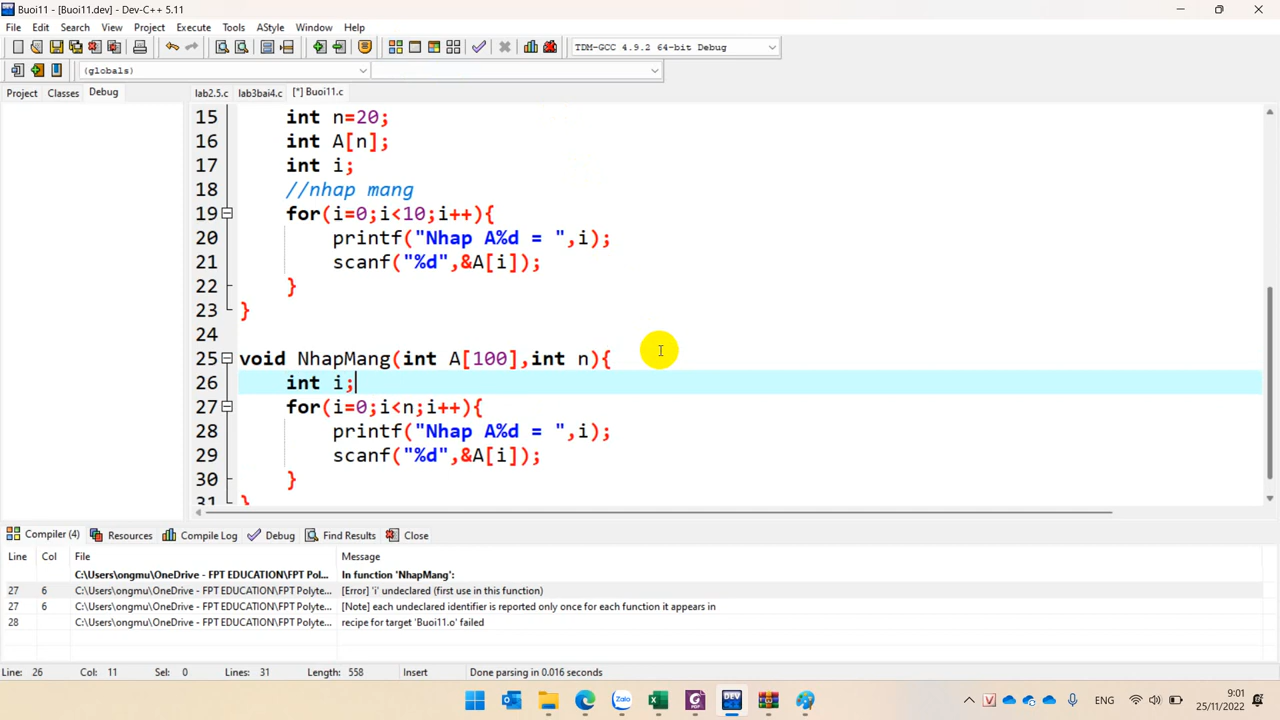 Buoi11 - [Buoi11.dev] - Dev-C++ 5.11
File Edit Search View Project Execute Tools AStyle Window Help
TDM-GCC 4.9.2 64-bit Debug
(globals)
Project Classes Debug
lab2.5.c lab3bai4.c [*] Buoi11.c
15 int n=20;
16 int A[n];
17 int i;
18 //nhap mang
19 for(i=0;i<10;i++){
20 printf("Nhap A%d = ",i);
21 scanf("%d",&A[i]);
22 }
23 }
24
25 void NhapMang(int A[100],int n){
26 int i;
27 for(i=0;i<n;i++){
28 printf("Nhap A%d = ",i);
29 scanf("%d",&A[i]);
30 }
31 }
Compiler (4) Resources Compile Log Debug Find Results Close
Line Col File Message
C:\Users\ongmu\OneDrive - FPT EDUCATION\FPT Pol... In function 'NhapMang':
27 6 C:\Users\ongmu\OneDrive - FPT EDUCATION\FPT Polyte... [Error] 'i' undeclared (first use in this function)
27 6 C:\Users\ongmu\OneDrive - FPT EDUCATION\FPT Polyte... [Note] each undeclared identifier is reported only once for each function it appears in
28 C:\Users\ongmu\OneDrive - FPT EDUCATION\FPT Polyte... recipe for target 'Buoi11.o' failed
Line: 26 Col: 11 Sel: 0 Lines: 31 Length: 558 Insert Done parsing in 0.016 seconds
Zalo
DEV
PDF
ENG
9:01
25/11/2022